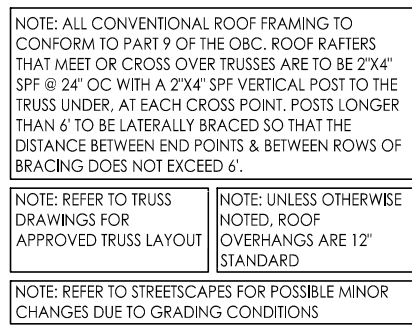 NOTE: ALL CONVENTIONAL ROOF FRAMING TO
CONFORM TO PART 9 OF THE OBC. ROOF RAFTERS
THAT MEET OR CROSS OVER TRUSSES ARE TO BE 2"X4"
SPF @ 24" OC WITH A 2"X4" SPF VERTICAL POST TO THE
TRUSS UNDER, AT EACH CROSS POINT. POSTS LONGER
THAN 6' TO BE LATERALLY BRACED SO THAT THE
DISTANCE BETWEEN END POINTS & BETWEEN ROWS OF
BRACING DOES NOT EXCEED 6'.
NOTE: REFER TO TRUSS
DRAWINGS FOR
APPROVED TRUSS LAYOUT
NOTE: UNLESS OTHERWISE
NOTED, ROOF
OVERHANGS ARE 12"
STANDARD
NOTE: REFER TO STREETSCAPES FOR POSSIBLE MINOR
CHANGES DUE TO GRADING CONDITIONS